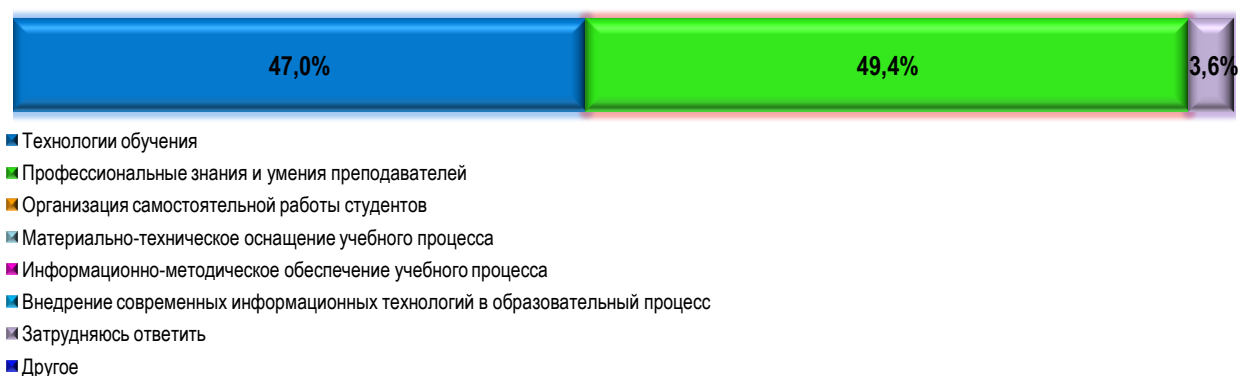 47,0% 49,4% 3,6%
Технологии обучения
Профессиональные знания и умения преподавателей
Организация самостоятельной работы студентов
Материально-техническое оснащение учебного процесса
Информационно-методическое обеспечение учебного процесса
Внедрение современных информационных технологий в образовательный процесс
Затрудняюсь ответить
Другое